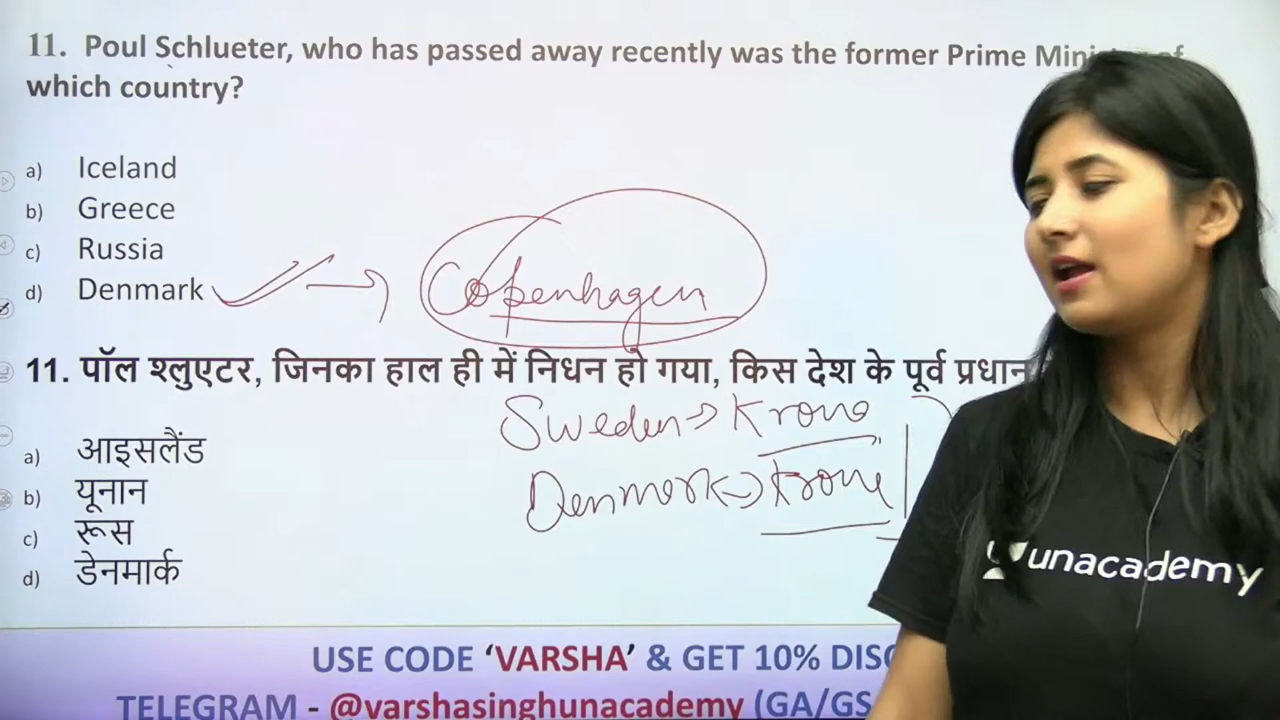 11. Poul Schlueter, who has passed away recently was the former Prime Minister of
which country?
a) Iceland
b) Greece
c) Russia
d) Denmark
Copenhagen
11. पॉल श्लुएटर, जिनका हाल ही में निधन हो गया, किस देश के पूर्व प्रधान
Sweden → Krona
Denmark → Krone
a) आइसलैंड
b) यूनान
c) रूस
d) डेनमार्क
unacademy
USE CODE ‘VARSHA’ & GET 10% DISC
TELEGRAM - @varshasinghunacademy (GA/GS